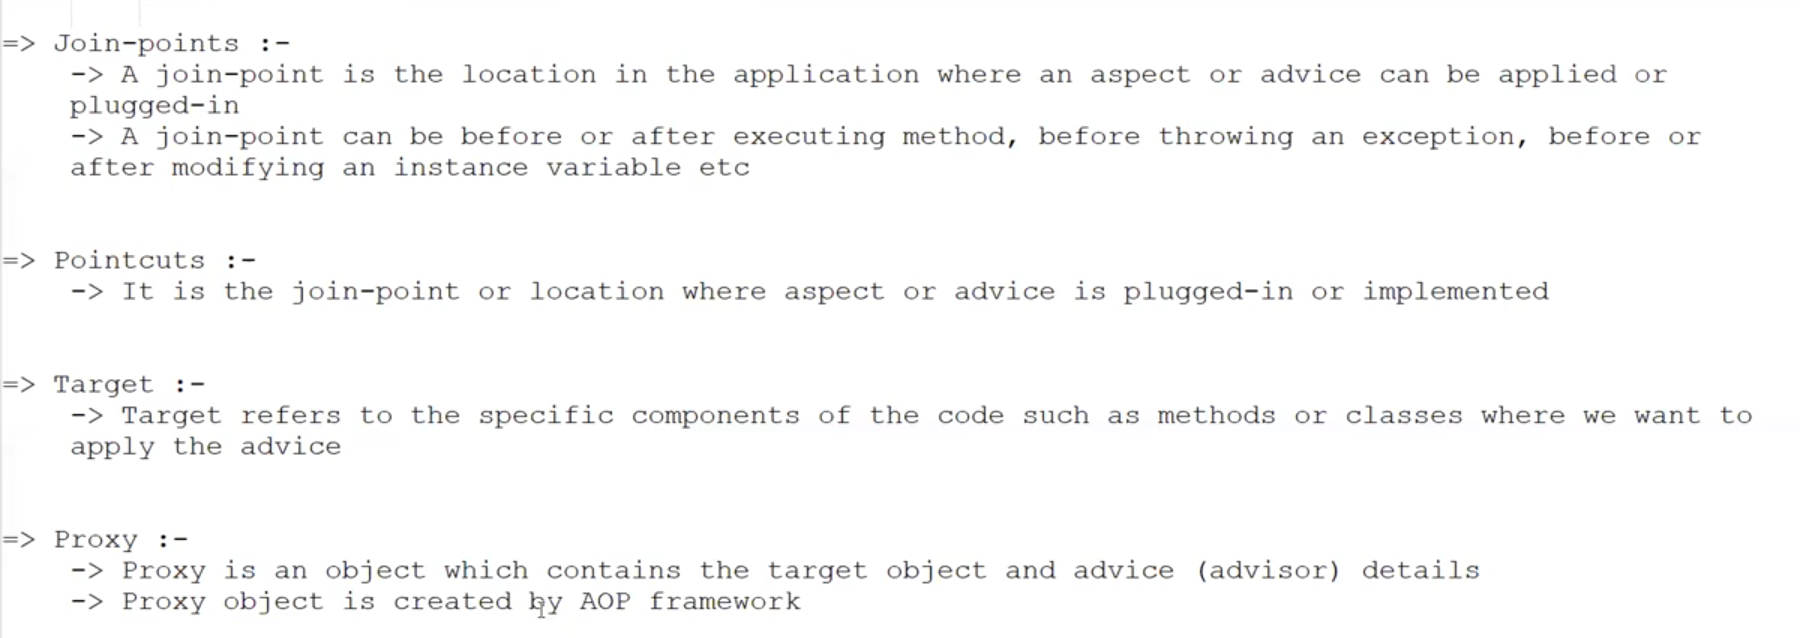 => Join-points :-
-> A join-point is the location in the application where an aspect or advice can be applied or
plugged-in
-> A join-point can be before or after executing method, before throwing an exception, before or
after modifying an instance variable etc
=> Pointcuts :-
-> It is the join-point or location where aspect or advice is plugged-in or implemented
=> Target :-
-> Target refers to the specific components of the code such as methods or classes where we want to
apply the advice
=> Proxy :-
-> Proxy is an object which contains the target object and advice (advisor) details
-> Proxy object is created by AOP framework